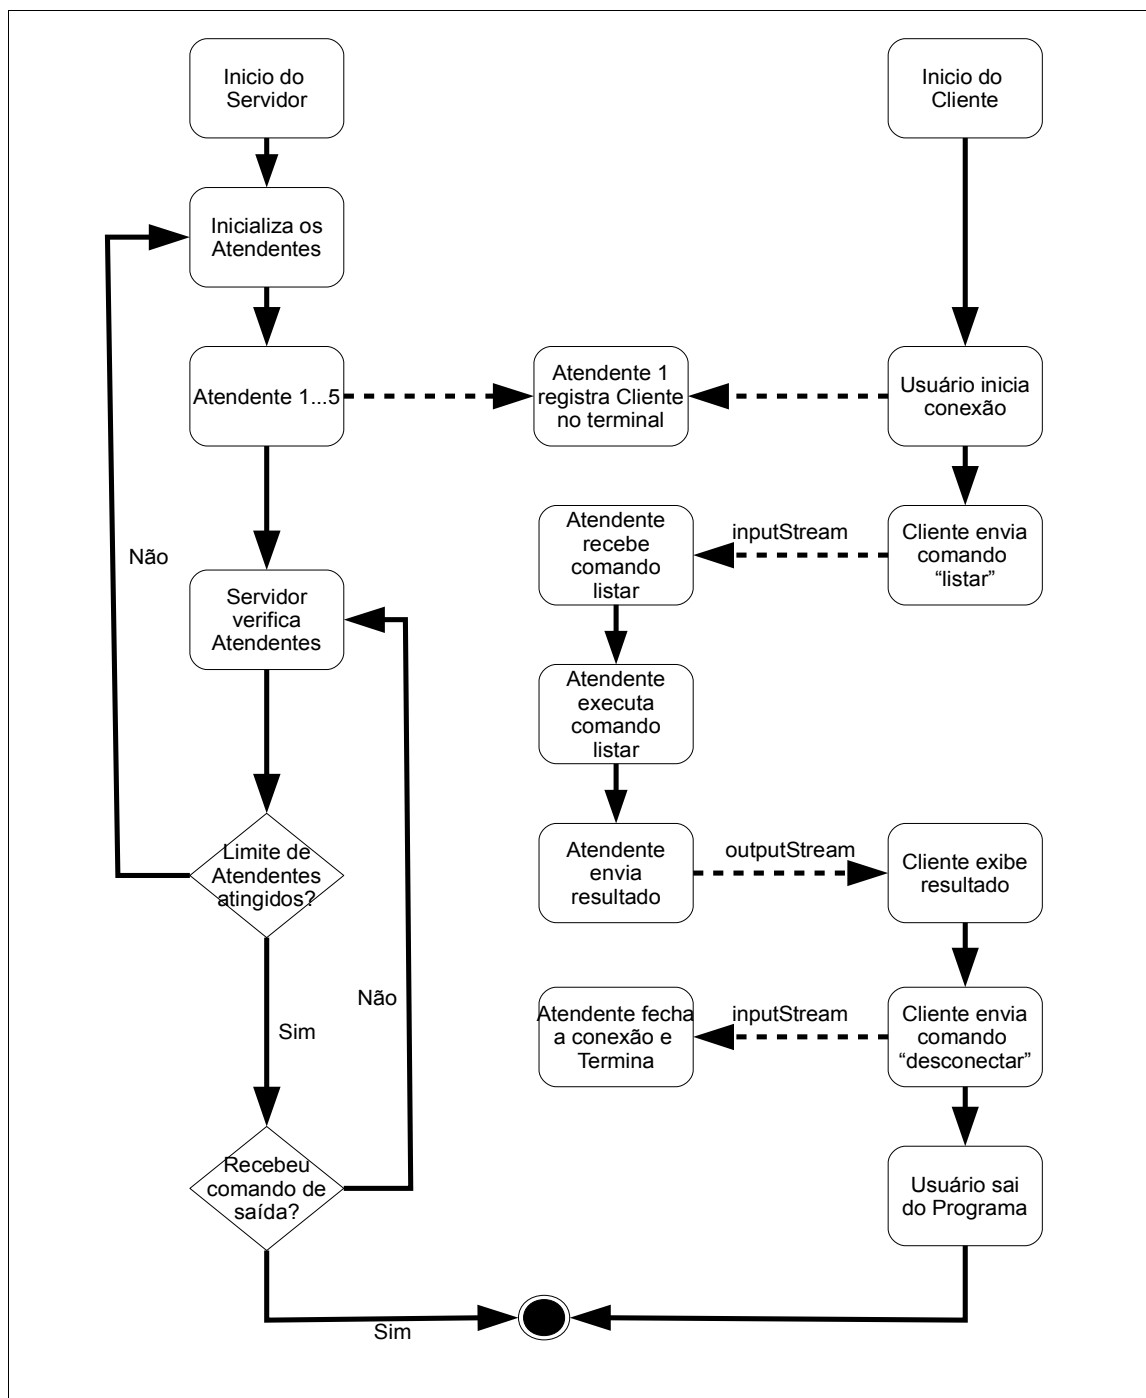 Inicio do
Servidor
Inicio do
Cliente
Inicializa os
Atendentes
Atendente 1...5
Atendente 1
registra Cliente
no terminal
Usuário inicia
conexão
Atendente
recebe
comando
listar
inputStream
Cliente envia
comando
“listar”
Não
Servidor
verifica
Atendentes
Atendente
executa
comando
listar
Limite de
Atendentes
atingidos?
Atendente
envia
resultado
outputStream
Cliente exibe
resultado
Não
Sim
Atendente fecha
a conexão e
Termina
inputStream
Cliente envia
comando
“desconectar”
Recebeu
comando de
saída?
Usuário sai
do Programa
Sim